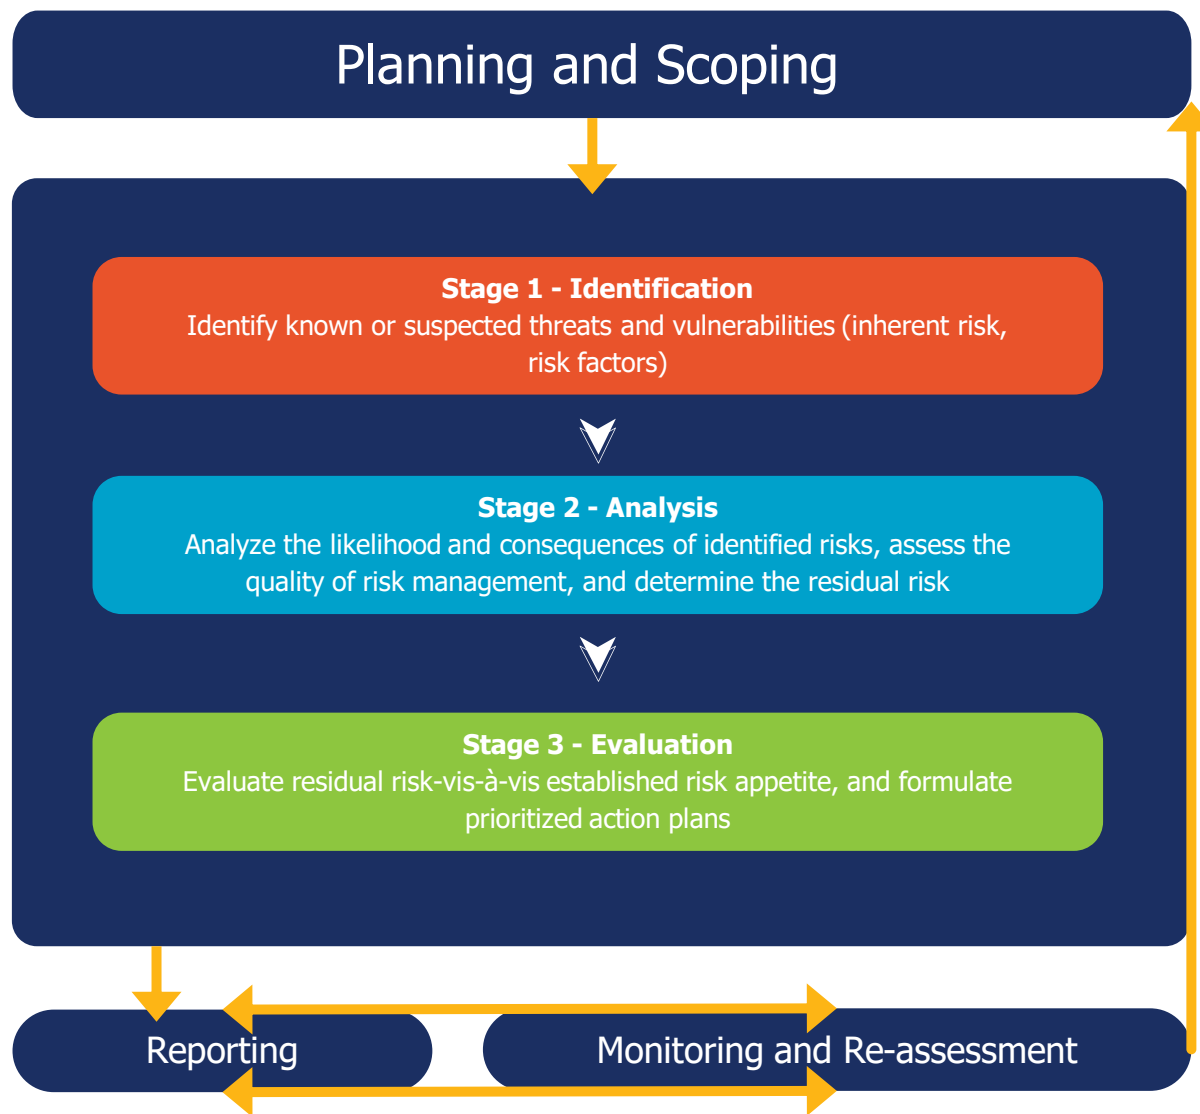 Planning and Scoping
Stage 1 - Identification
Identify known or suspected threats and vulnerabilities (inherent risk,
risk factors)
Stage 2 - Analysis
Analyze the likelihood and consequences of identified risks, assess the
quality of risk management, and determine the residual risk
Stage 3 - Evaluation
Evaluate residual risk-vis-à-vis established risk appetite, and formulate
prioritized action plans
Reporting
Monitoring and Re-assessment